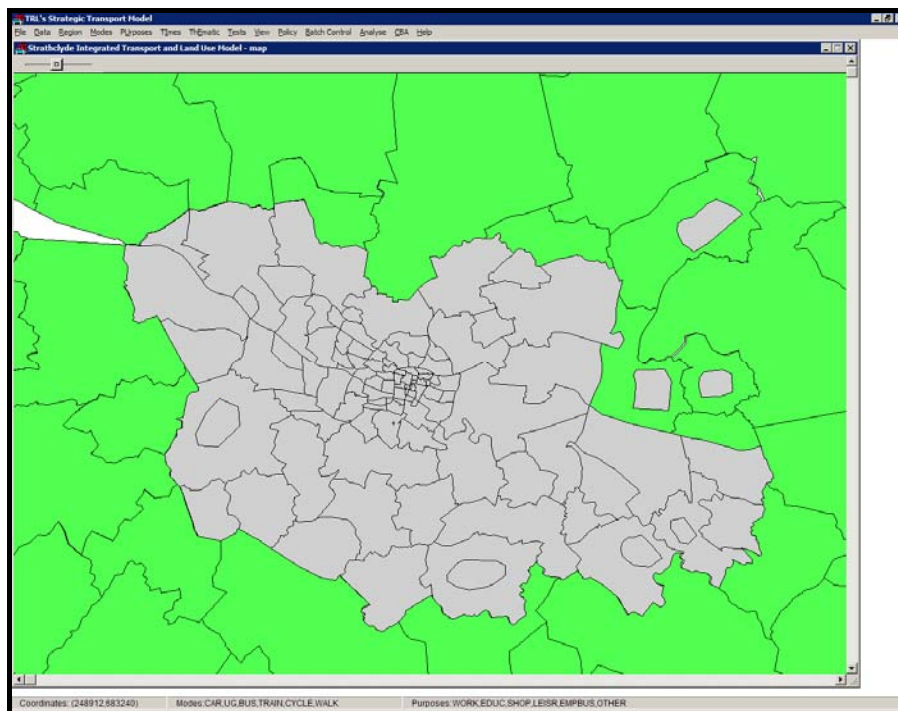 TRL's Strategic Transport Model
File Data Region Modes PUrposes TImes ThEmatic Tests View Policy Batch Control Analyse CBA Help
Strathclyde Integrated Transport and Land Use Model - map
Coordinates: (248912,683240) Modes:CAR,UG,BUS,TRAIN,CYCLE,WALK Purposes:WORK,EDUC,SHOP,LEISR,EMPBUS,OTHER